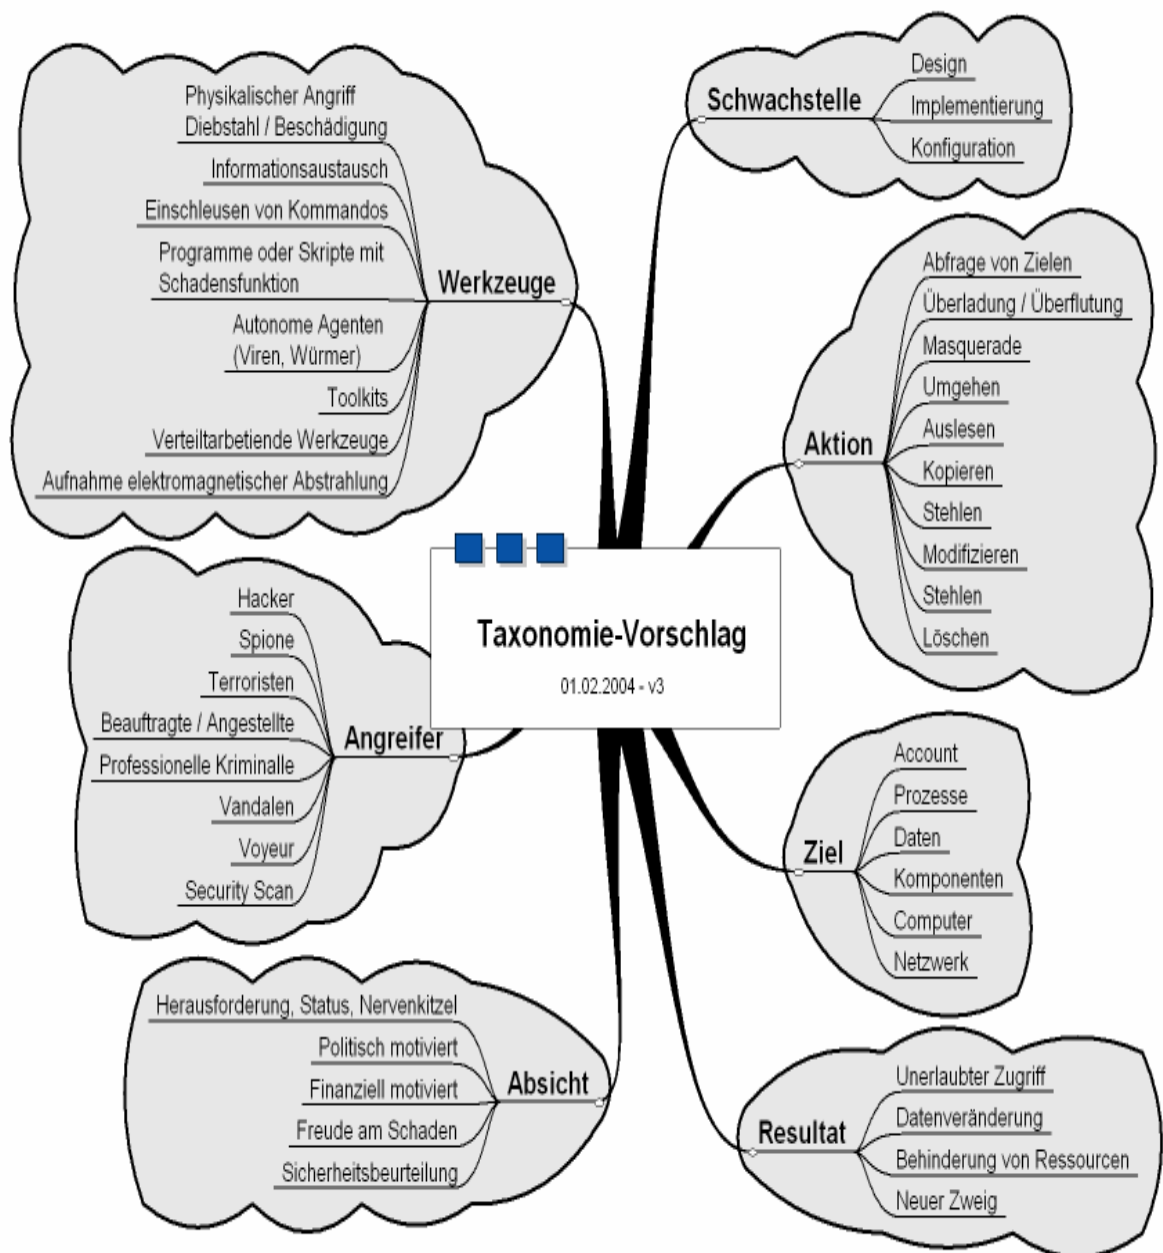 Taxonomie-Vorschlag
01.02.2004 - v3
Schwachstelle
Design
Implementierung
Konfiguration
Aktion
Abfrage von Zielen
Überladung / Überflutung
Masquerade
Umgehen
Auslesen
Kopieren
Stehlen
Modifizieren
Stehlen
Löschen
Ziel
Account
Prozesse
Daten
Komponenten
Computer
Netzwerk
Resultat
Unerlaubter Zugriff
Datenveränderung
Behinderung von Ressourcen
Neuer Zweig
Werkzeuge
Physikalischer Angriff
Diebstahl / Beschädigung
Informationsaustausch
Einschleusen von Kommandos
Programme oder Skripte mit
Schadensfunktion
Autonome Agenten
(Viren, Würmer)
Toolkits
Verteiltarbetiende Werkzeuge
Aufnahme elektromagnetischer Abstrahlung
Angreifer
Hacker
Spione
Terroristen
Beauftragte / Angestellte
Professionelle Kriminalle
Vandalen
Voyeur
Security Scan
Absicht
Herausforderung, Status, Nervenkitzel
Politisch motiviert
Finanziell motiviert
Freude am Schaden
Sicherheitsbeurteilung